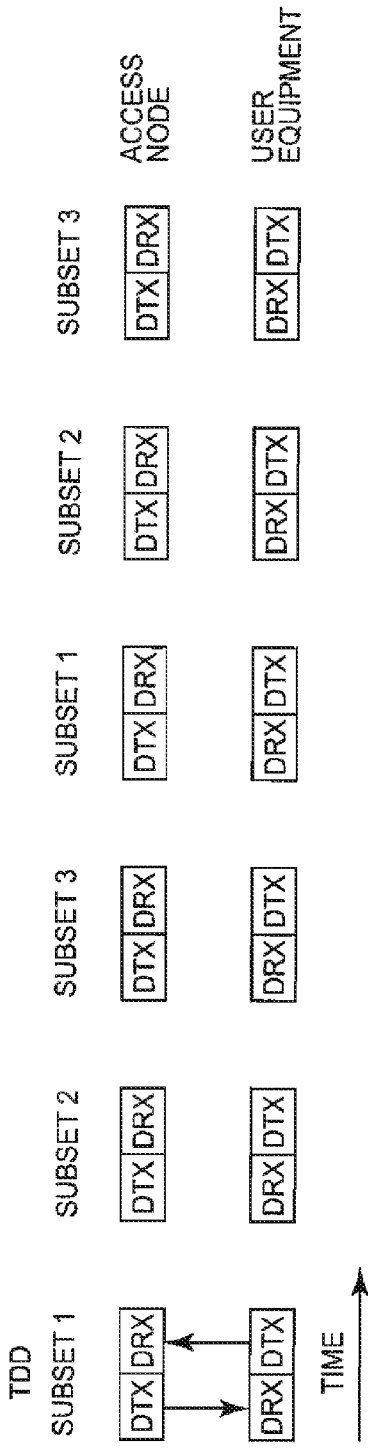 TDD
SUBSET 1 SUBSET 2 SUBSET 3 SUBSET 1 SUBSET 2 SUBSET 3
DTX DRX DTX DRX DTX DRX DTX DRX DTX DRX DTX DRX ACCESS
NODE
DRX DTX DRX DTX DRX DTX DRX DTX DRX DTX DRX DTX USER
EQUIPMENT
TIME